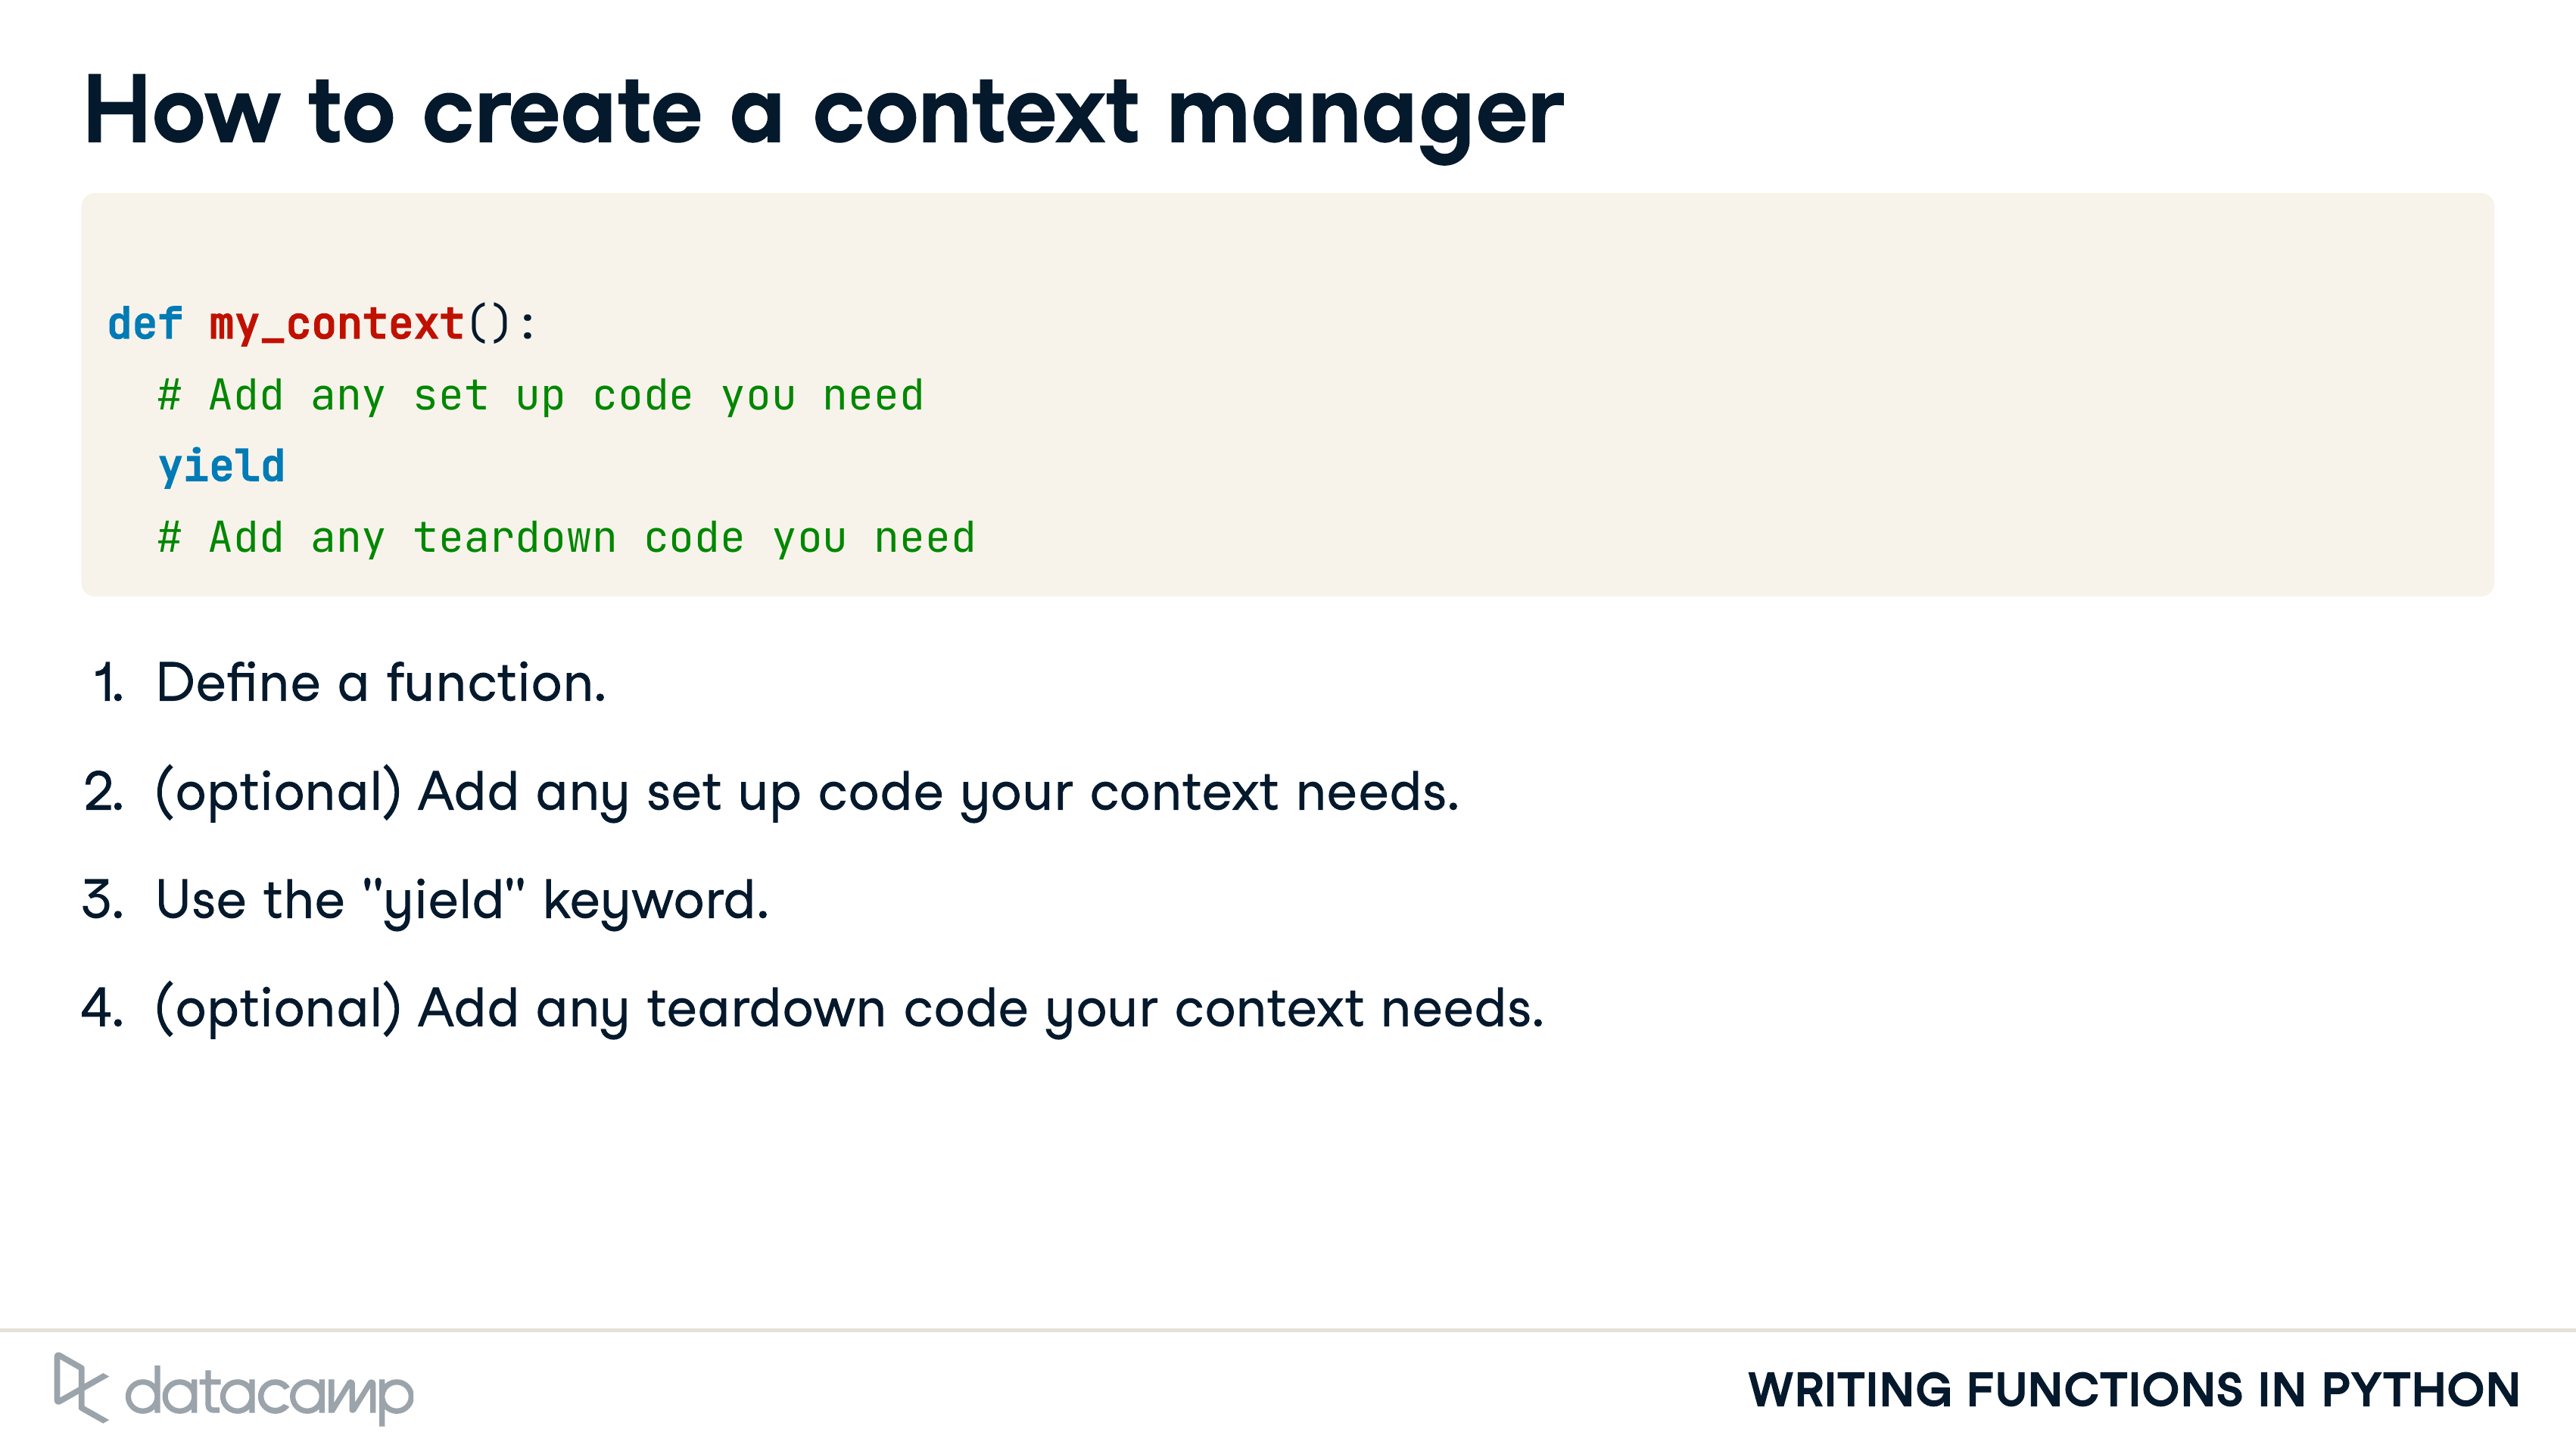 How to create a context manager
def my_context():
  # Add any set up code you need
  yield
  # Add any teardown code you need
1. Define a function.
2. (optional) Add any set up code your context needs.
3. Use the "yield" keyword.
4. (optional) Add any teardown code your context needs.
datacamp
WRITING FUNCTIONS IN PYTHON